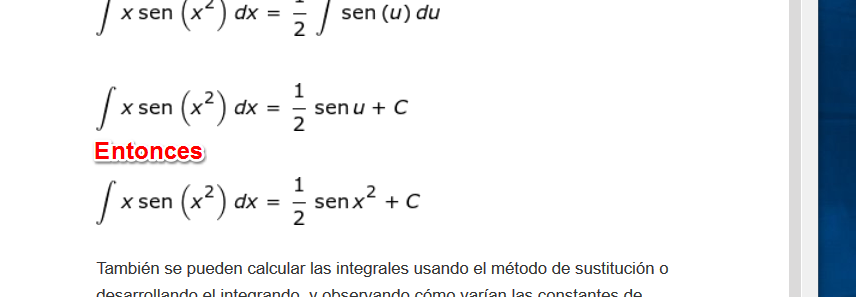 ∫ x sen (x²) dx = 1/2 ∫ sen (u) du
∫ x sen (x²) dx = 1/2 sen u + C
Entonces
∫ x sen (x²) dx = 1/2 sen x² + C
También se pueden calcular las integrales usando el método de sustitución o
desarrollando el integrando, y observando cómo varían las constantes de